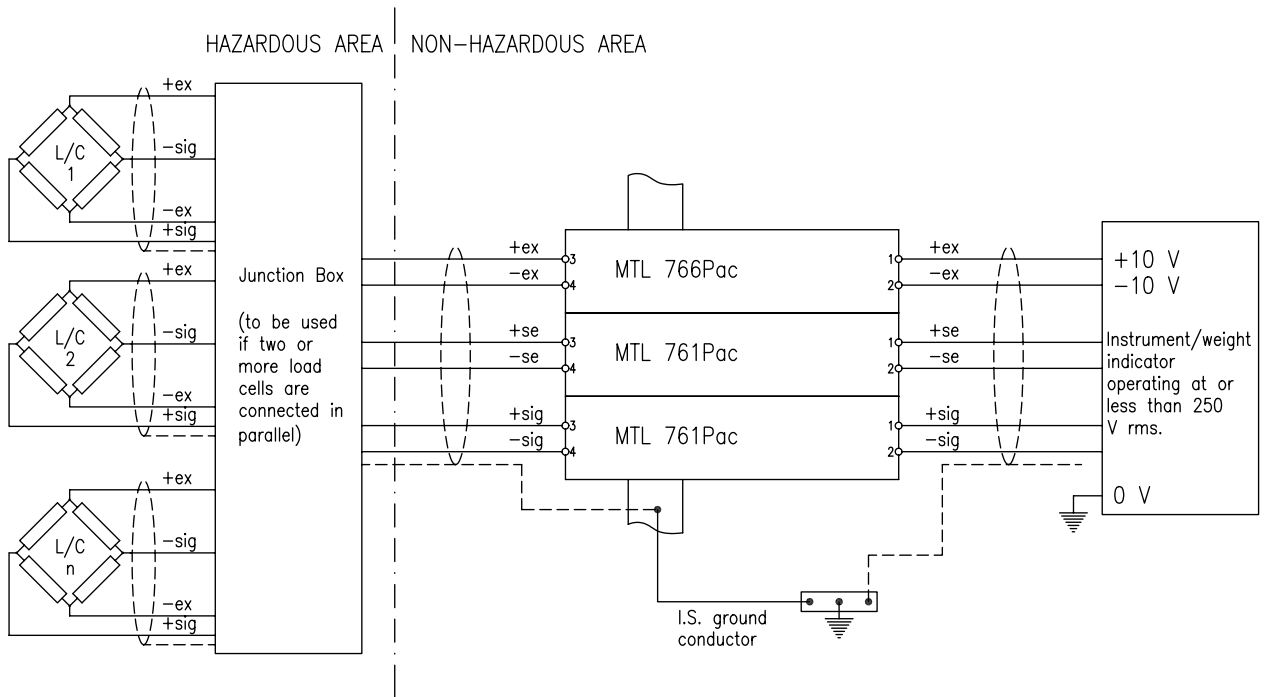 HAZARDOUS AREA
NON-HAZARDOUS AREA
+ex
-sig
L/C
1
-ex
+sig
+ex
-sig
L/C
2
-ex
+sig
+ex
-sig
L/C
n
-ex
+sig
Junction Box
(to be used
if two or
more load
cells are
connected in
parallel)
+ex
-ex
+se
-se
+sig
-sig
3
4
3
4
3
4
MTL 766Pac
MTL 761Pac
MTL 761Pac
1
2
1
2
1
2
+ex
-ex
+se
-se
+sig
-sig
+10 V
-10 V
Instrument/weight
indicator
operating at or
less than 250
V rms.
0 V
I.S. ground
conductor